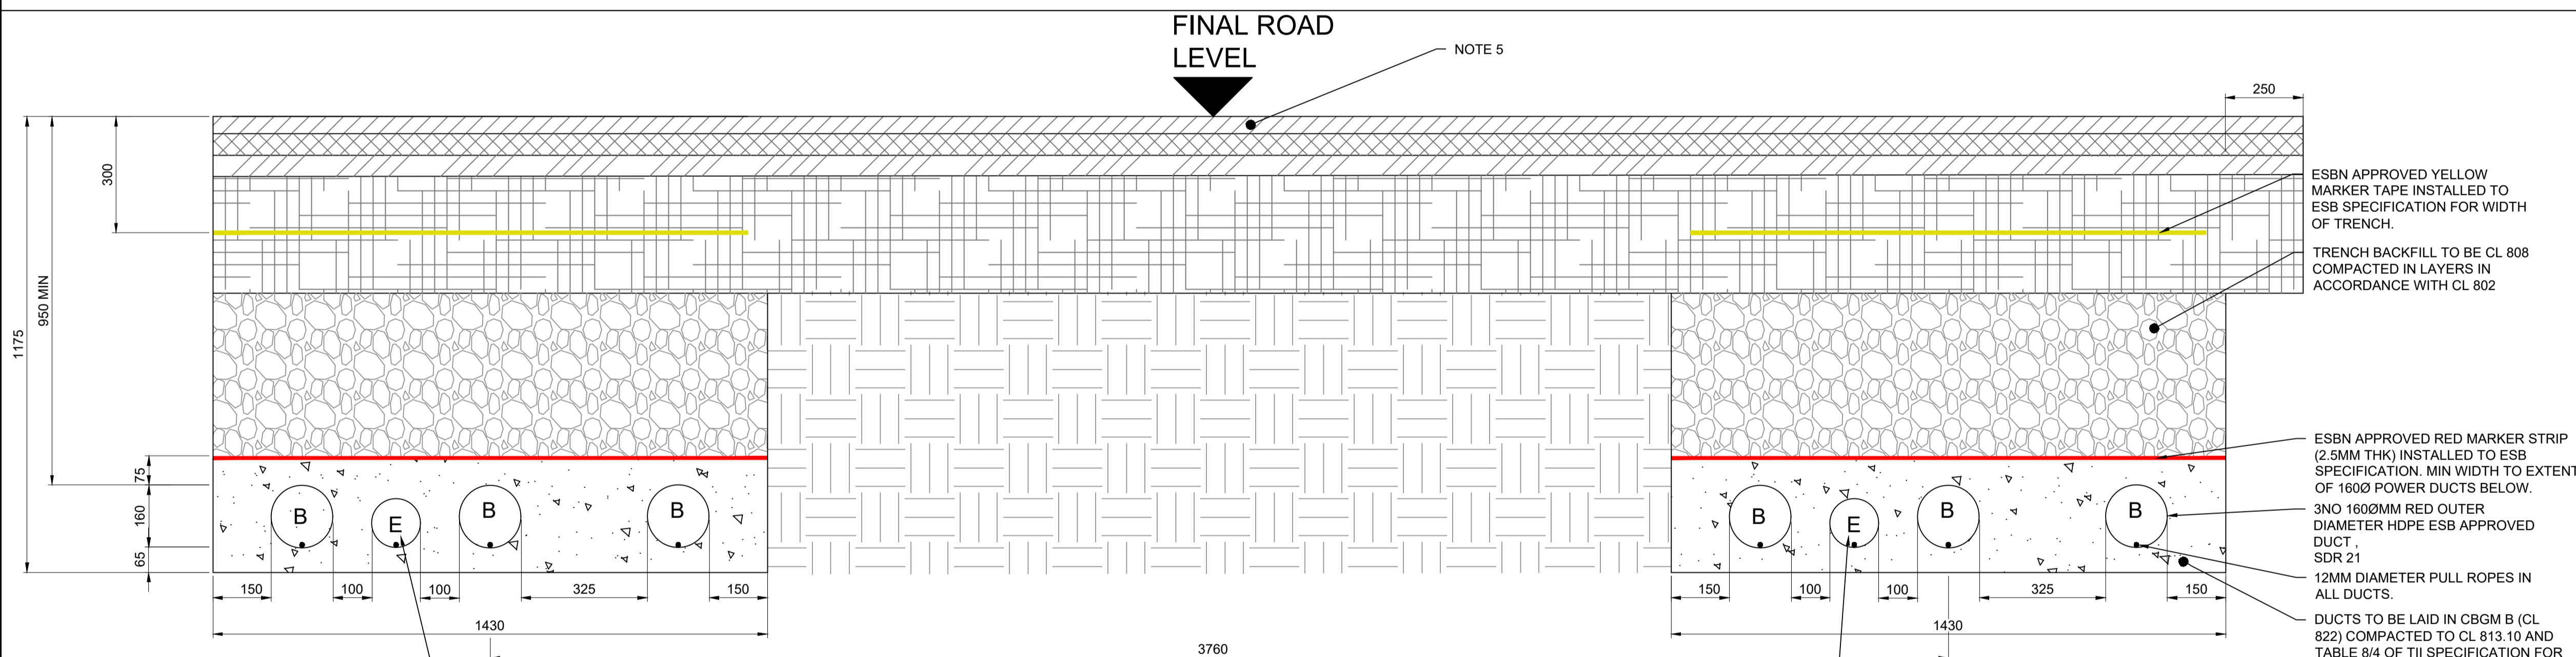 FINAL ROAD
LEVEL
NOTE 5
250
300
950 MIN
1175
75
160
65
ESBN APPROVED YELLOW
MARKER TAPE INSTALLED TO
ESB SPECIFICATION FOR WIDTH
OF TRENCH.
TRENCH BACKFILL TO BE CL 808
COMPACTED IN LAYERS IN
ACCORDANCE WITH CL 802
ESBN APPROVED RED MARKER STRIP
(2.5MM THK) INSTALLED TO ESB
SPECIFICATION. MIN WIDTH TO EXTENT
OF 160Ø POWER DUCTS BELOW.
3NO 160ØMM RED OUTER
DIAMETER HDPE ESB APPROVED
DUCT ,
SDR 21
12MM DIAMETER PULL ROPES IN
ALL DUCTS.
DUCTS TO BE LAID IN CBGM B (CL
822) COMPACTED TO CL 813.10 AND
TABLE 8/4 OF TII SPECIFICATION FOR
B E B B
B E B B
150 100 100 325 150
150 100 100 325 150
1430
1430
3760